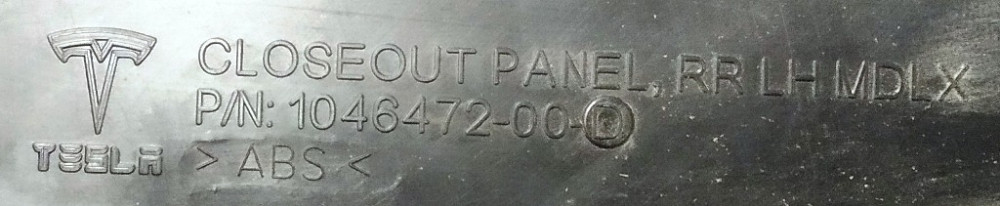 CLOSEOUT PANEL, RR LH MDLX
P/N: 1046472-00-D
TESLA > ABS <